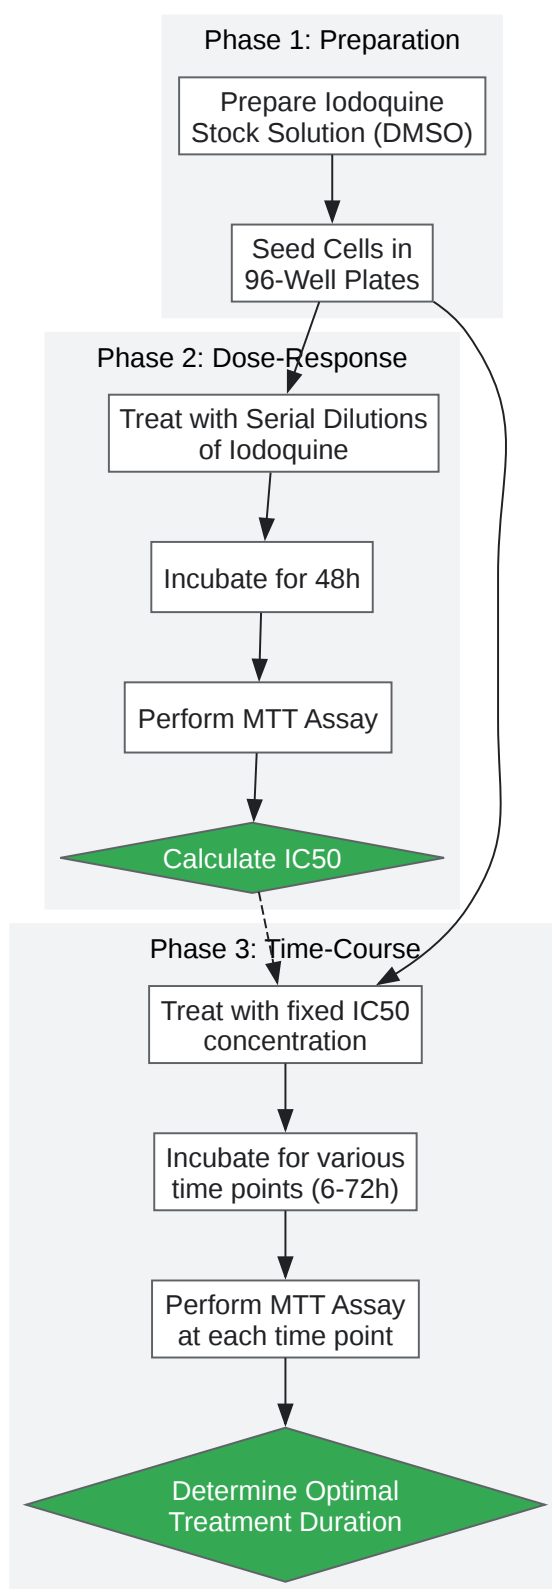 Phase 1: Preparation
Prepare Iodoquine
Stock Solution (DMSO)
Seed Cells in
96-Well Plates
Phase 2: Dose-Response
Treat with Serial Dilutions
of Iodoquine
Incubate for 48h
Perform MTT Assay
Calculate IC50
Phase 3: Time-Course
Treat with fixed IC50
concentration
Incubate for various
time points (6-72h)
Perform MTT Assay
at each time point
Determine Optimal
Treatment Duration